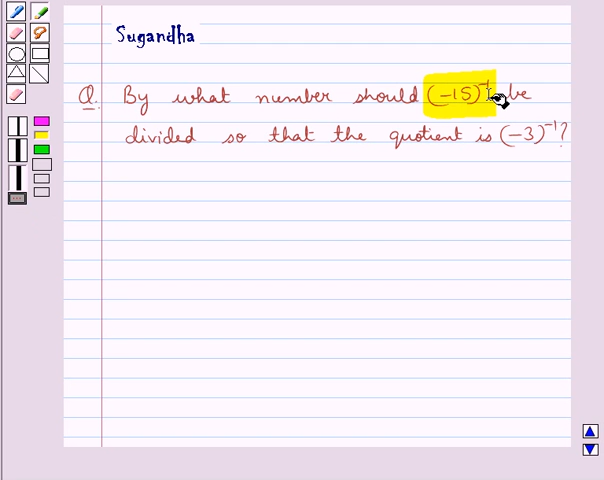 Sugandha
Q. By what number should (-15)⁻¹ be
divided so that the quotient is (-3)⁻¹?